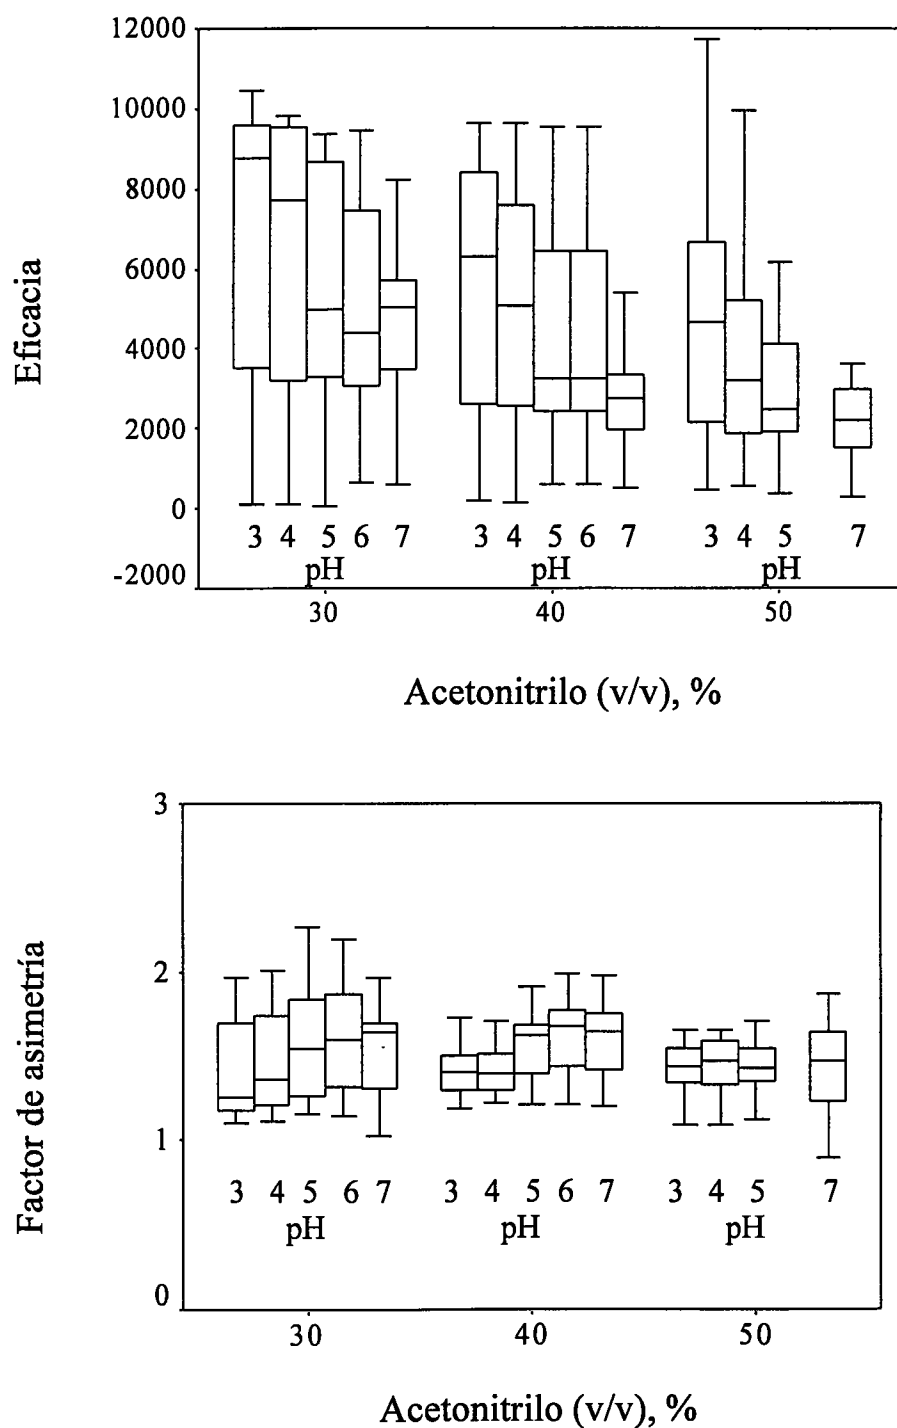 12000
10000
8000
6000
4000
2000
0
-2000
Eficacia
3 4 5 6 7 3 4 5 6 7 3 4 5 7
pH pH pH
30 40 50
Acetonitrilo (v/v), %
3
2
1
0
Factor de asimetría
3 4 5 6 7 3 4 5 6 7 3 4 5 7
pH pH pH
30 40 50
Acetonitrilo (v/v), %